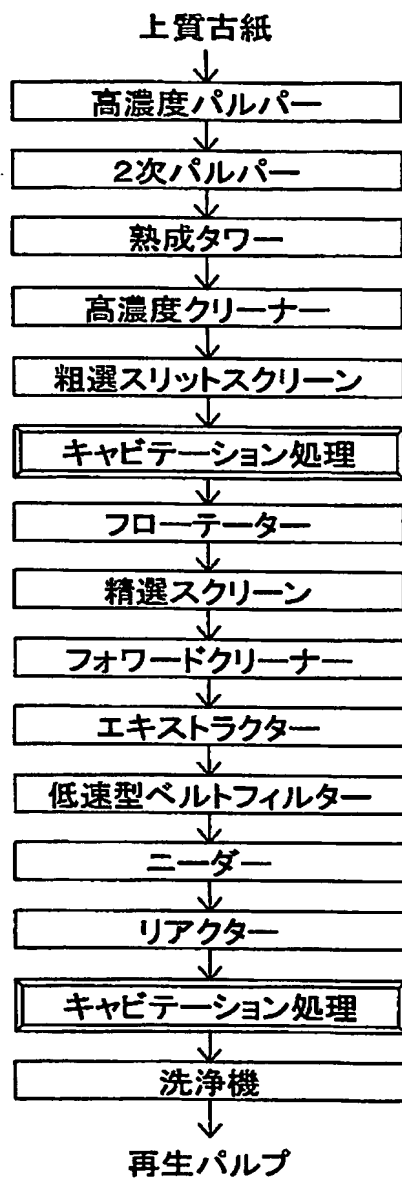 上質古紙
高濃度パルパー
2次パルパー
熟成タワー
高濃度クリーナー
粗選スリットスクリーン
キャビテーション処理
フローテーター
精選スクリーン
フォワードクリーナー
エキストラクター
低速型ベルトフィルター
ニーダー
リアクター
キャビテーション処理
洗浄機
再生パルプ